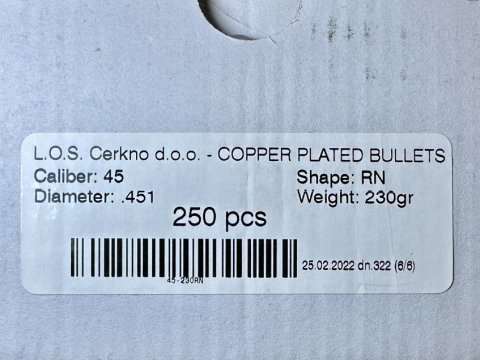 L.O.S. Cerkno d.o.o. - COPPER PLATED BULLETS
Caliber: 45 Shape: RN
Diameter: .451 Weight: 230gr
250 pcs
25.02.2022 dn.322 (6/6)
45-230RN